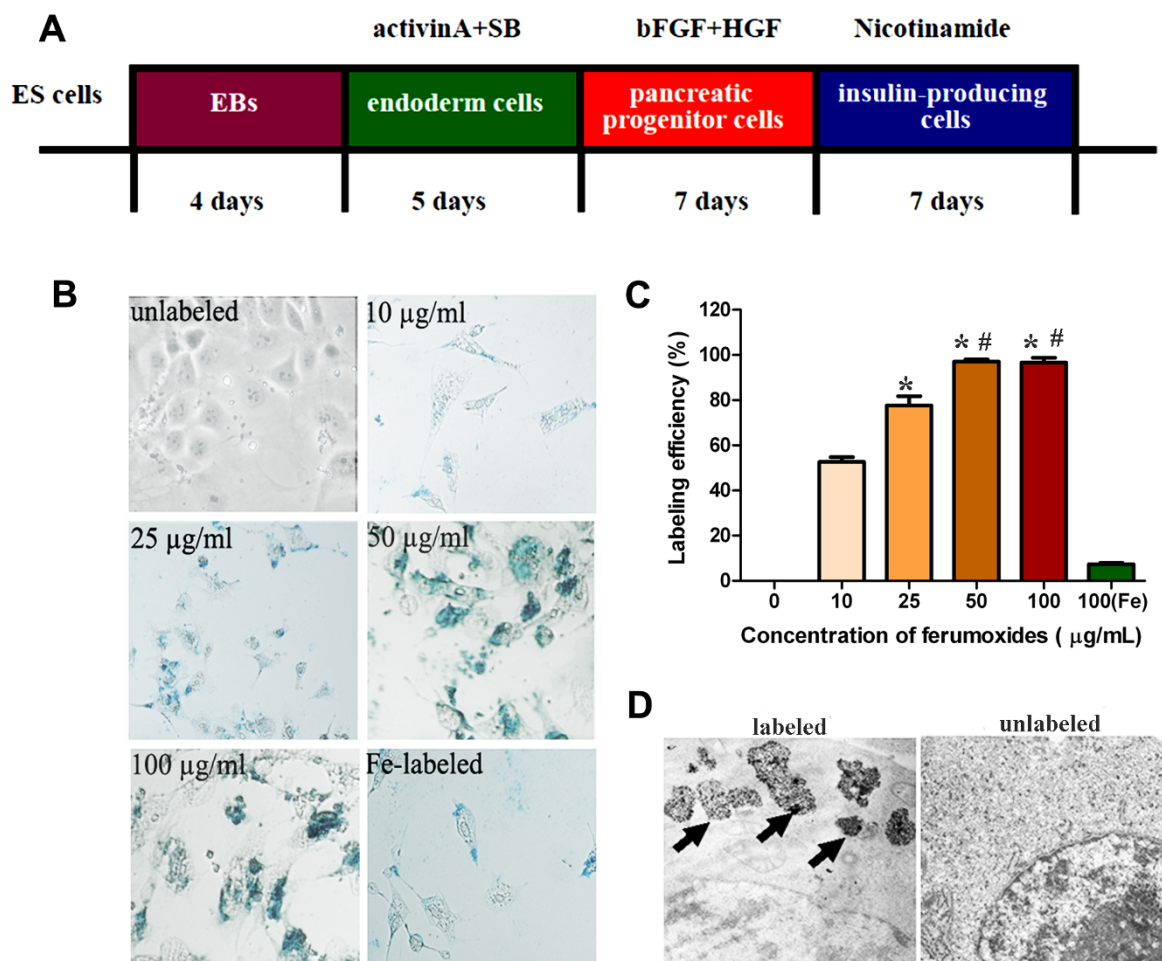 A
activinA+SB
bFGF+HGF
Nicotinamide
ES cells
EBs
endoderm cells
pancreatic
progenitor cells
insulin-producing
cells
4 days
5 days
7 days
7 days
B
unlabeled
10 µg/ml
25 µg/ml
50 µg/ml
100 µg/ml
Fe-labeled
C
Labeling efficiency (%)
120
100
80
60
40
20
0
*
* #
* #
0
10
25
50
100
100(Fe)
Concentration of ferumoxides ( µg/mL)
D
labeled
unlabeled